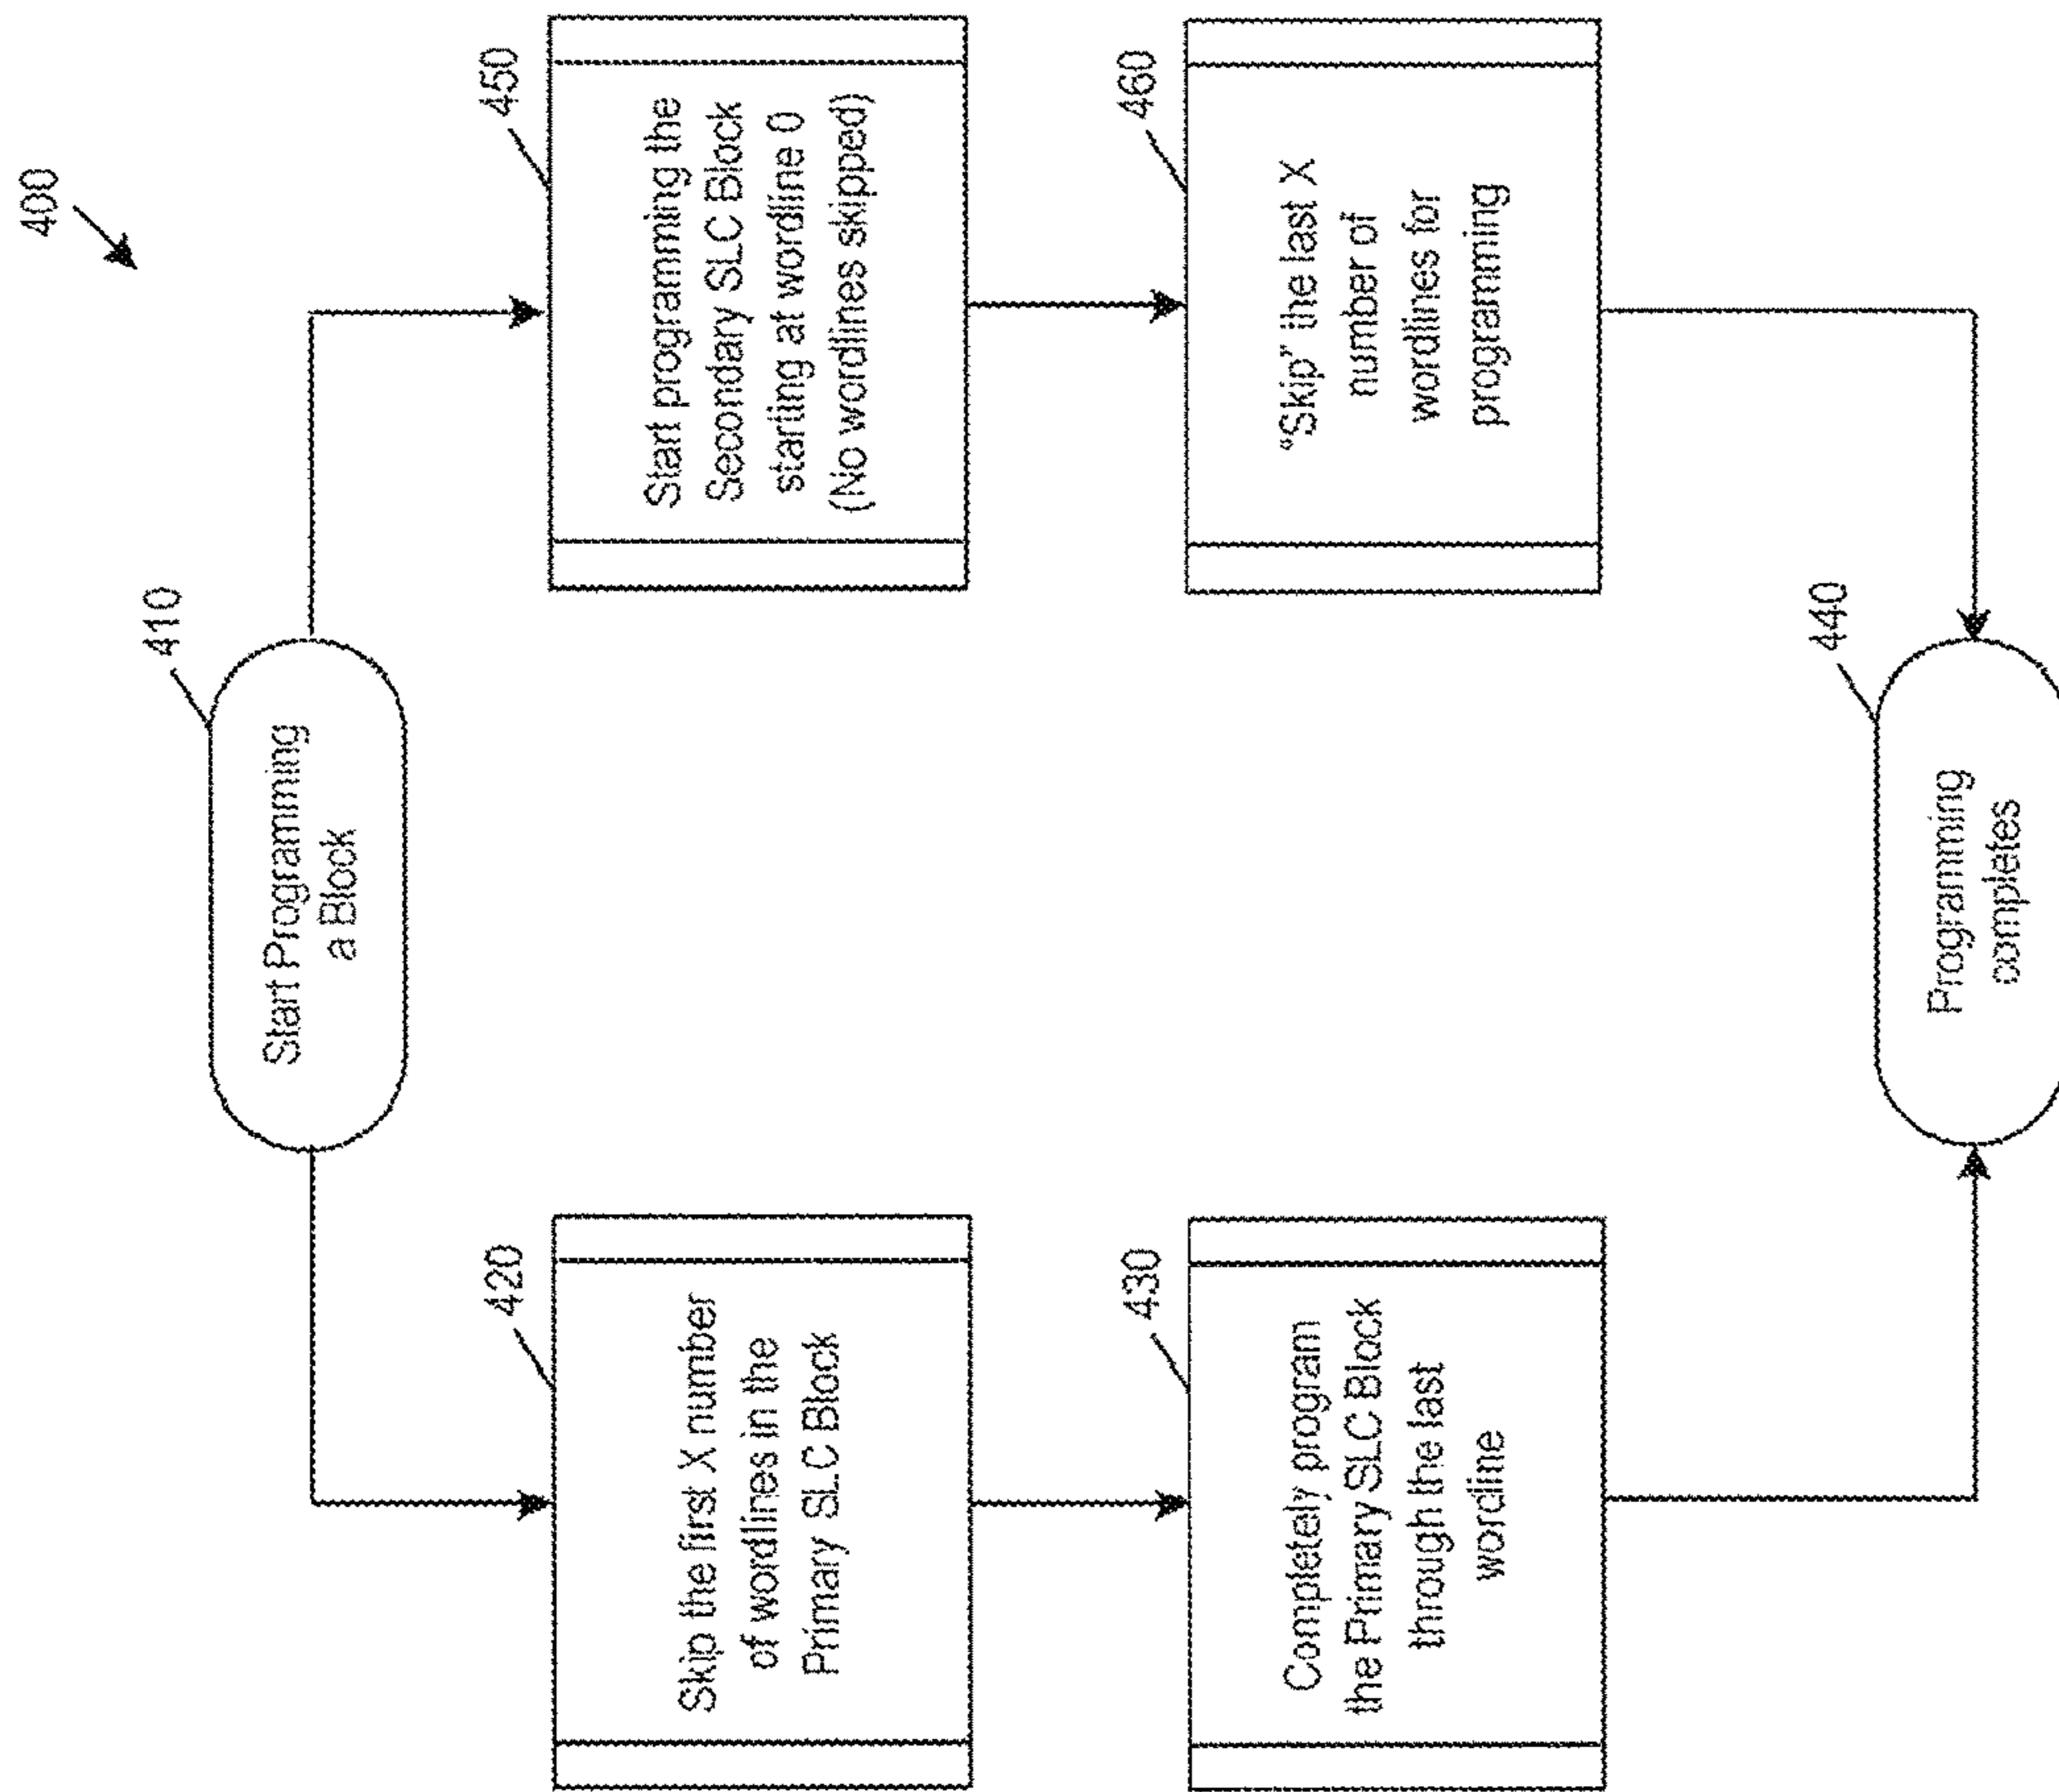 400
410
Start Programming
a Block
420
Skip the first X number
of wordlines in the
Primary SLC Block
450
Start programming the
Secondary SLC Block
starting at wordline 0
(No wordlines skipped)
430
Completely program
the Primary SLC Block
through the last
wordline
460
"Skip" the last X
number of
wordlines for
programming
440
Programming
completes